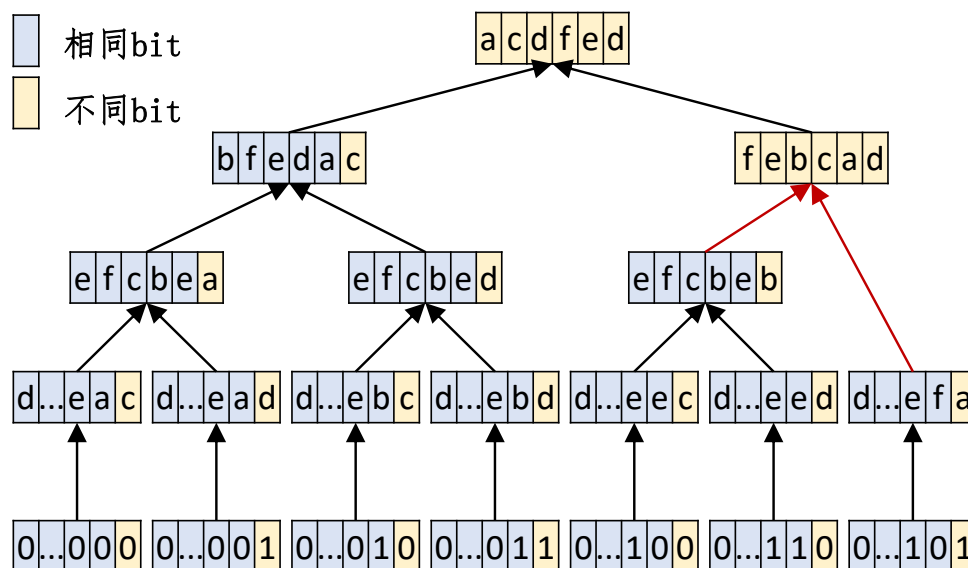 相同bit
不同bit
acdfed
bfedac
febcad
efcbea
efcbed
efcbeb
d...eac
d...ead
d...ebc
d...ebd
d...eec
d...eed
d...efa
0...000
0...001
0...010
0...011
0...100
0...110
0...101